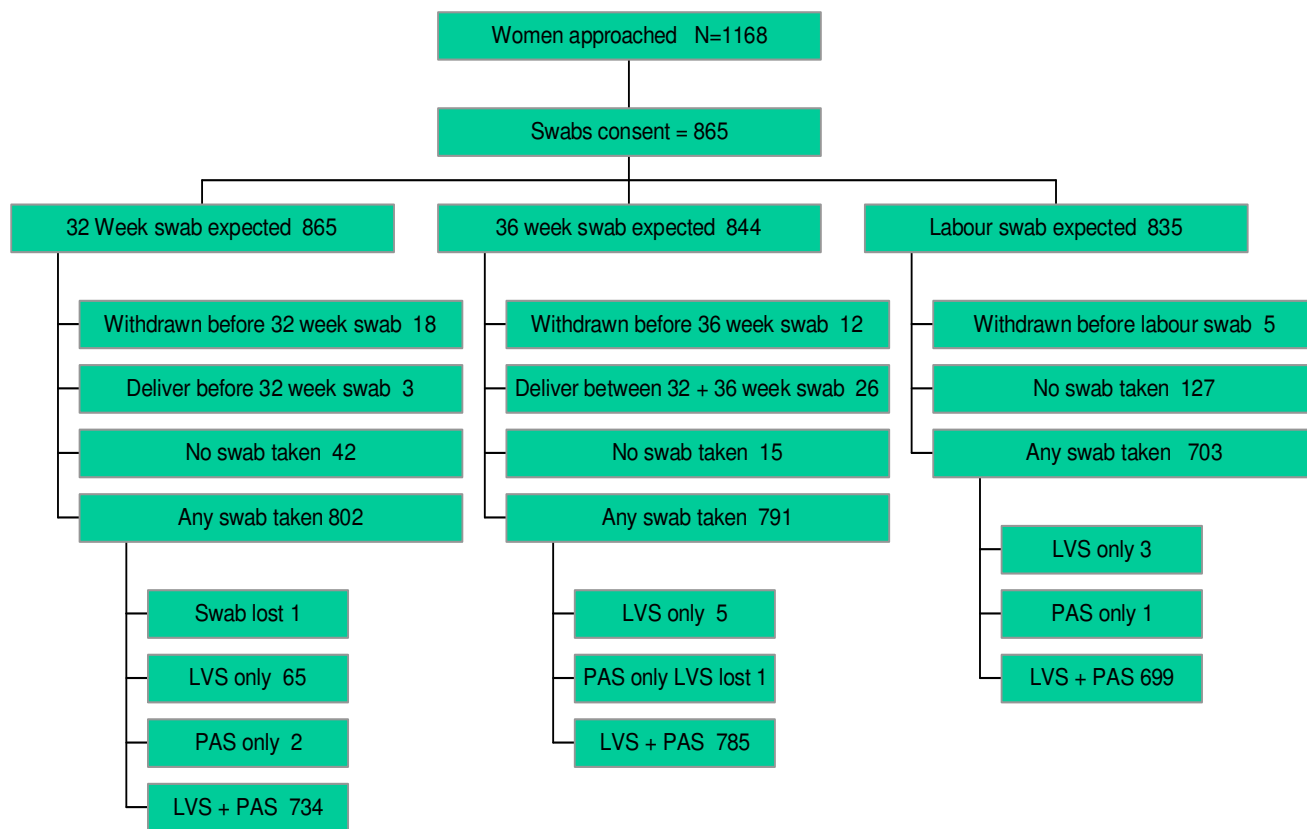 Women approached N=1168
Swabs consent = 865
32 Week swab expected 865
36 week swab expected 844
Labour swab expected 835
Withdrawn before 32 week swab 18
Deliver before 32 week swab 3
No swab taken 42
Any swab taken 802
Swab lost 1
LVS only 65
PAS only 2
LVS + PAS 734
Withdrawn before 36 week swab 12
Deliver between 32 + 36 week swab 26
No swab taken 15
Any swab taken 791
LVS only 5
PAS only LVS lost 1
LVS + PAS 785
Withdrawn before labour swab 5
No swab taken 127
Any swab taken 703
LVS only 3
PAS only 1
LVS + PAS 699